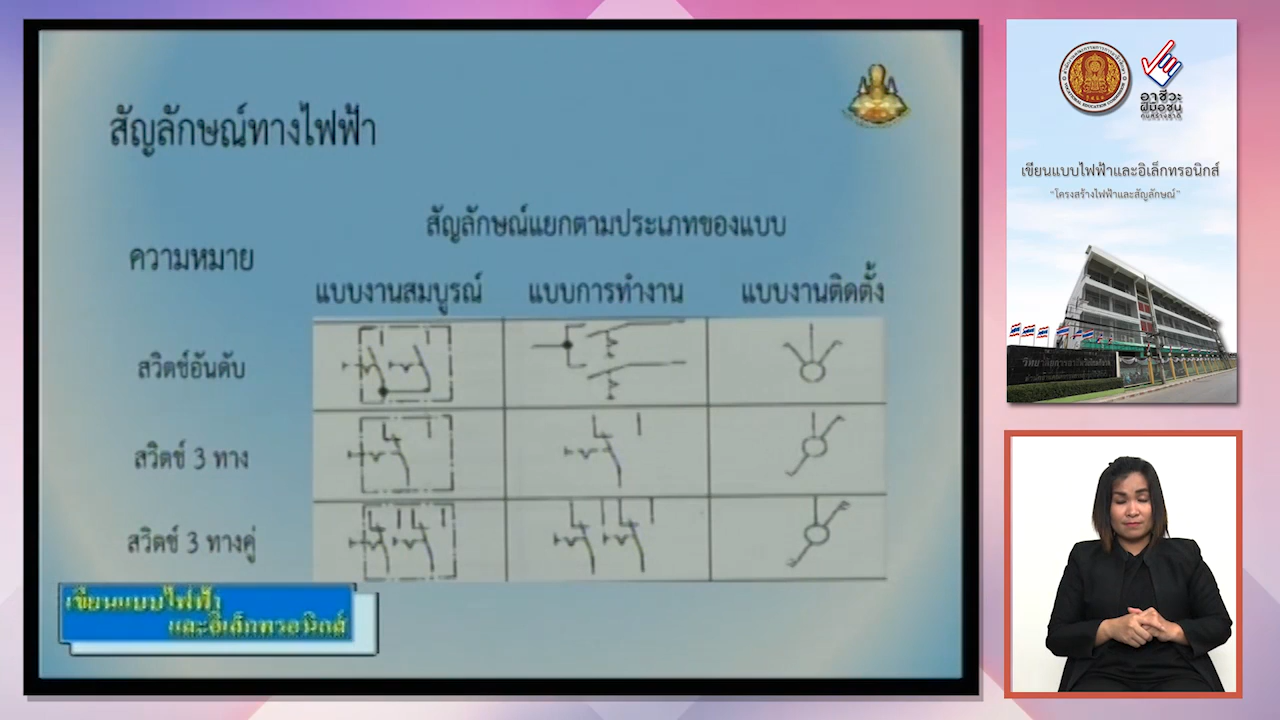 สัญลักษณ์ทางไฟฟ้า
สัญลักษณ์แยกตามประเภทของแบบ
ความหมาย
แบบงานสมบูรณ์ แบบการทำงาน แบบงานติดตั้ง
สวิตช์อันดับ
สวิตช์ 3 ทาง
สวิตช์ 3 ทางคู่
เขียนแบบไฟฟ้า
และอิเล็กทรอนิกส์
อาชีวะ
ฝีมือชน
คนสร้างชาติ
เขียนแบบไฟฟ้าและอิเล็กทรอนิกส์
"โครงสร้างไฟฟ้าและสัญลักษณ์"